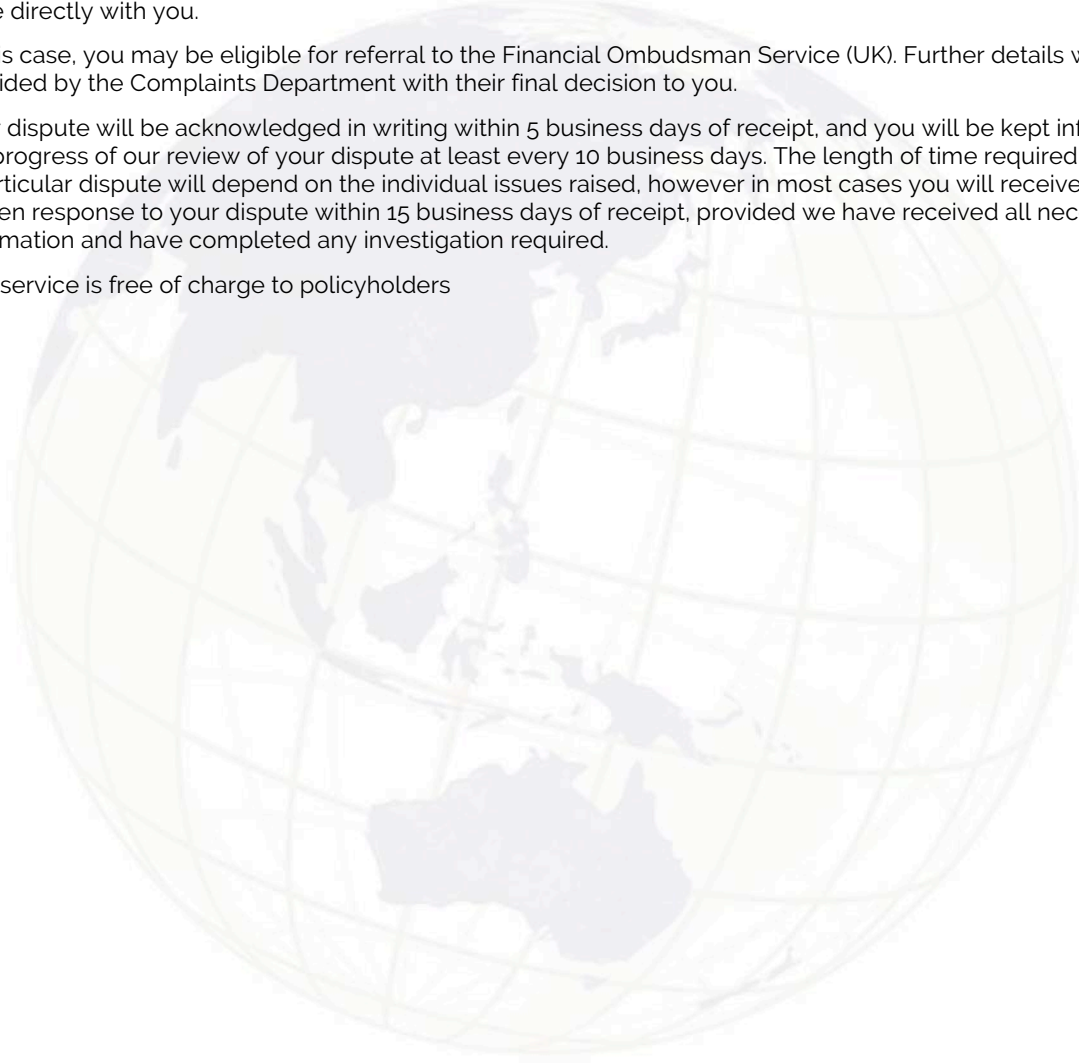 e directly with you.
is case, you may be eligible for referral to the Financial Ombudsman Service (UK). Further details w
ided by the Complaints Department with their final decision to you.
r dispute will be acknowledged in writing within 5 business days of receipt, and you will be kept inf
progress of our review of your dispute at least every 10 business days. The length of time required
rticular dispute will depend on the individual issues raised, however in most cases you will receive
en response to your dispute within 15 business days of receipt, provided we have received all nec
mation and have completed any investigation required.
service is free of charge to policyholders